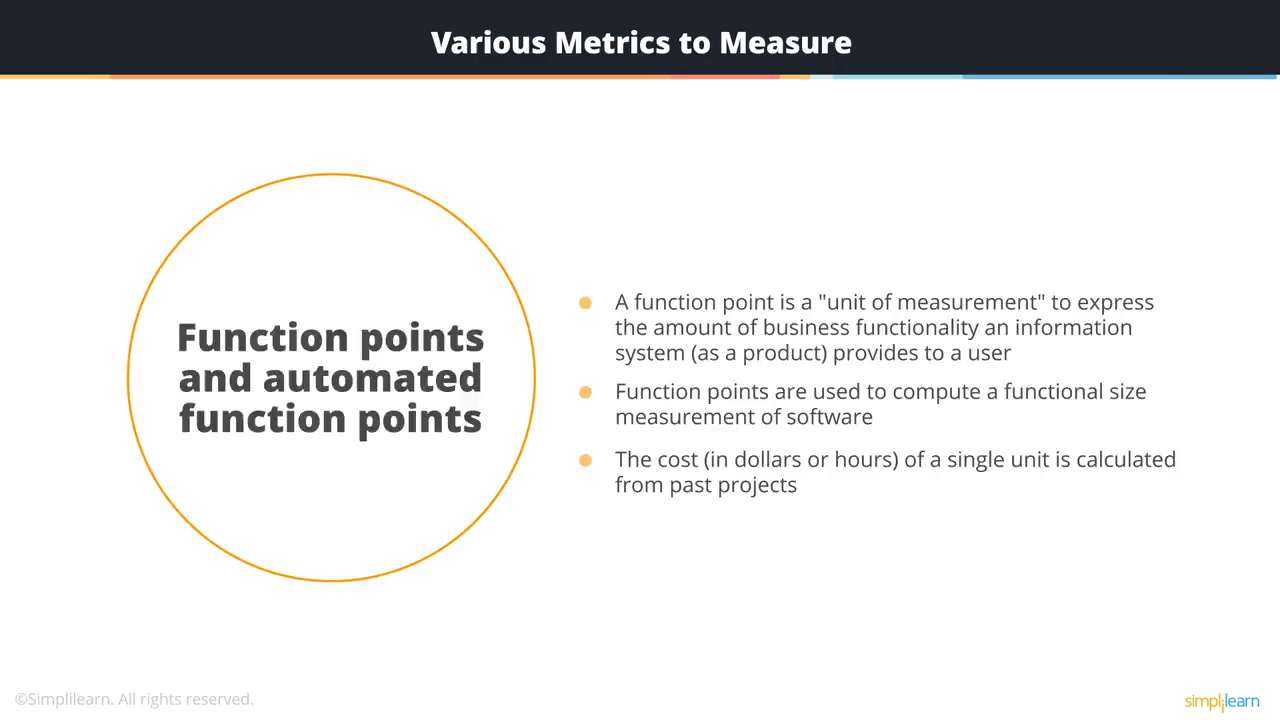 Various Metrics to Measure
Function points
and automated
function points
A function point is a "unit of measurement" to express
the amount of business functionality an information
system (as a product) provides to a user
Function points are used to compute a functional size
measurement of software
The cost (in dollars or hours) of a single unit is calculated
from past projects
©Simplilearn. All rights reserved.
simplilearn